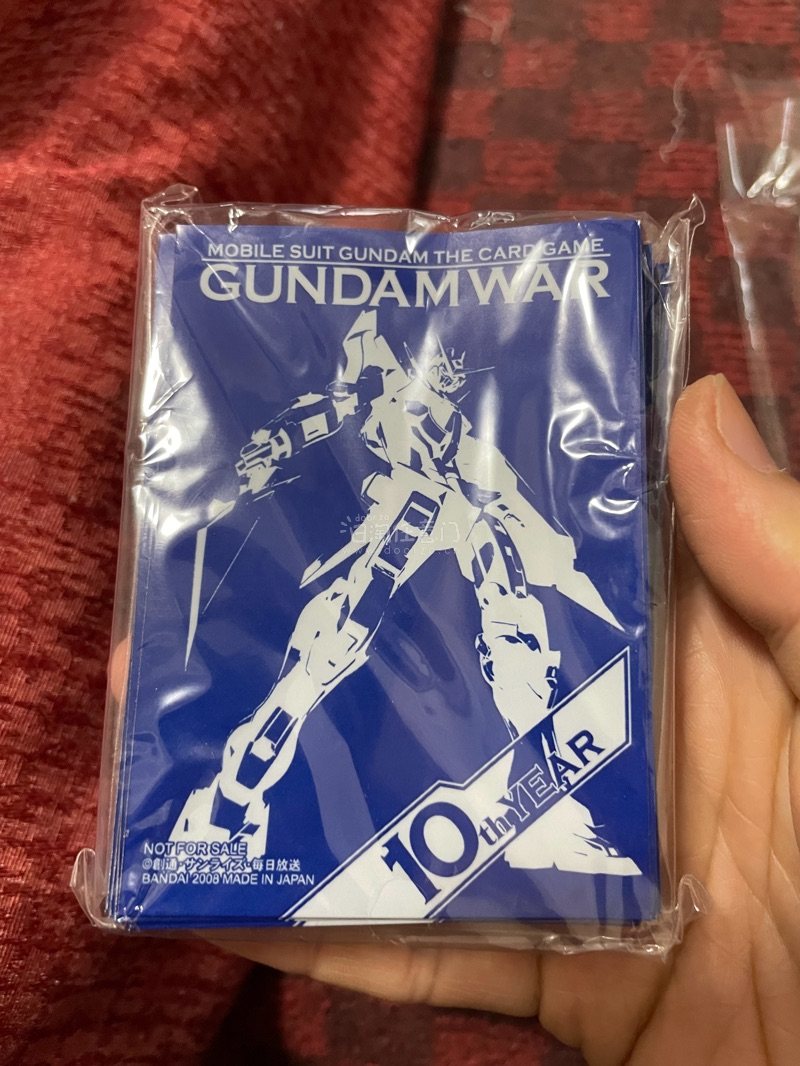 MOBILE SUIT GUNDAM THE CARD GAME
GUNDAM WAR
10th YEAR
NOT FOR SALE
©創通・サンライズ・毎日放送
BANDAI 2008 MADE IN JAPAN